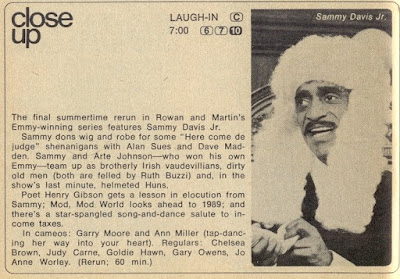 close
up
LAUGH-IN C
7:00 6 7 10
Sammy Davis Jr.
The final summertime rerun in Rowan and Martin's
Emmy-winning series features Sammy Davis Jr.
Sammy dons wig and robe for some "Here come de
judge" shenanigans with Alan Sues and Dave Mad-
den. Sammy and Arte Johnson—who won his own
Emmy—team up as brotherly Irish vaudevillians, dirty
old men (both are felled by Ruth Buzzi) and, in the
show's last minute, helmeted Huns.
Poet Henry Gibson gets a lesson in elocution from
Sammy; Mod, Mod World looks ahead to 1989; and
there's a star-spangled song-and-dance salute to in-
come taxes.
In cameos: Garry Moore and Ann Miller (tap-danc-
ing her way into your heart). Regulars: Chelsea
Brown, Judy Carne, Goldie Hawn, Gary Owens, Jo
Anne Worley. (Rerun; 60 min.)